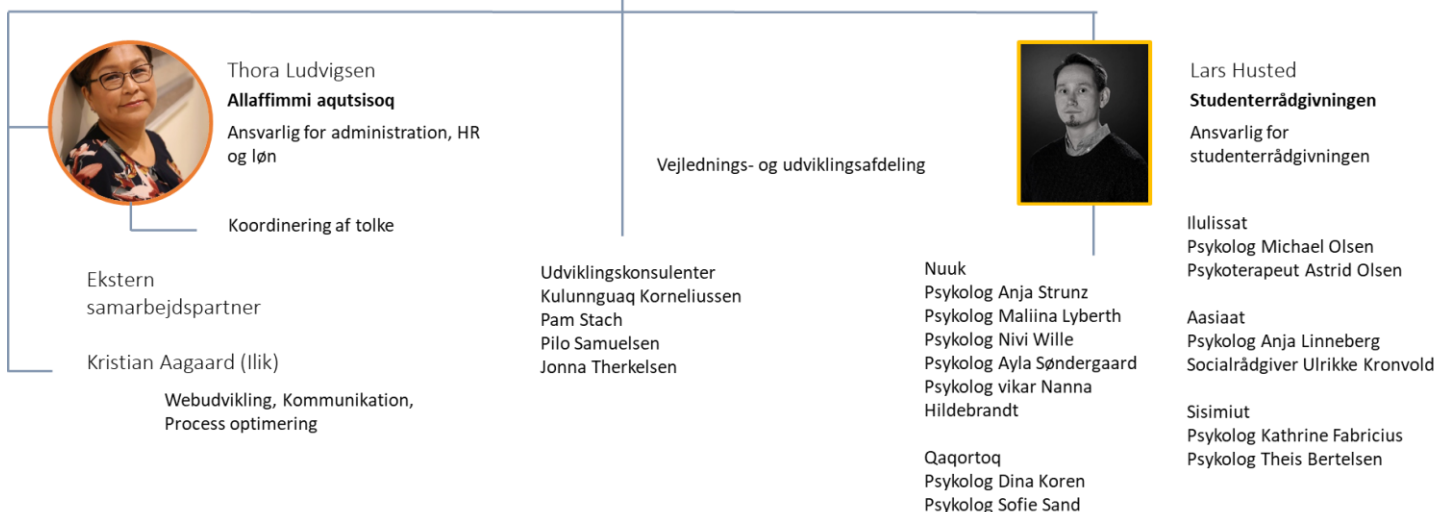 Thora Ludvigsen
Allaffimmi aqutsisoq
Ansvarlig for administration, HR
og løn
Koordinering af tolke
Ekstern
samarbejdspartner
Kristian Aagaard (Ilik)
Webudvikling, Kommunikation,
Process optimering
Vejlednings- og udviklingsafdeling
Udviklingskonsulenter
Kulunnguaq Korneliussen
Pam Stach
Pilo Samuelsen
Jonna Therkelsen
Lars Husted
Studenterrådgivningen
Ansvarlig for
studenterrådgivningen
Nuuk
Psykolog Anja Strunz
Psykolog Maliina Lyberth
Psykolog Nivi Wille
Psykolog Ayla Søndergaard
Psykolog vikar Nanna
Hildebrandt
Qaqortoq
Psykolog Dina Koren
Psykolog Sofie Sand
Ilulissat
Psykolog Michael Olsen
Psykoterapeut Astrid Olsen
Aasiaat
Psykolog Anja Linneberg
Socialrådgiver Ulrikke Kronvold
Sisimiut
Psykolog Kathrine Fabricius
Psykolog Theis Bertelsen